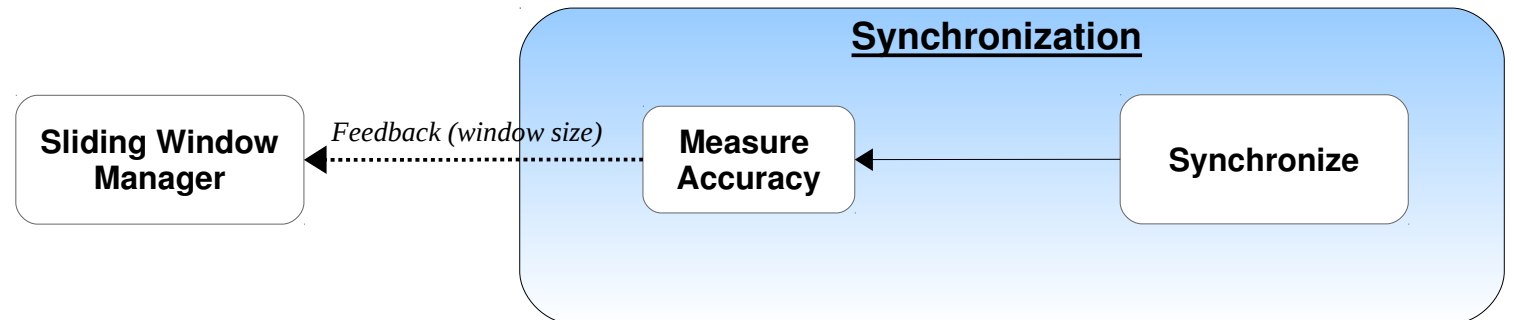 Synchronization
Sliding Window
Manager
Feedback (window size)
Measure
Accuracy
Synchronize